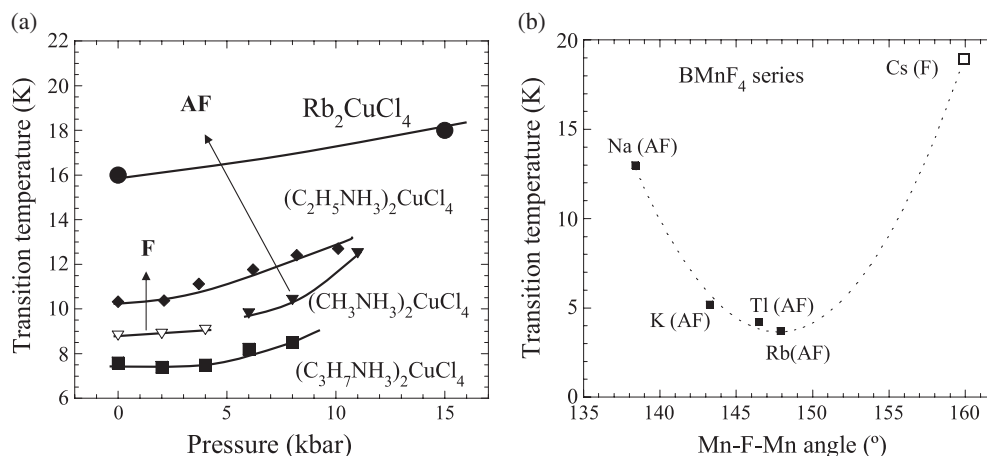 (a)
22
20
18
16
14
12
10
8
6
Transition temperature (K)
AF
Rb₂CuCl₄
(C₂H₅NH₃)₂CuCl₄
F
(CH₃NH₃)₂CuCl₄
(C₃H₇NH₃)₂CuCl₄
0 5 10 15
Pressure (kbar)
(b)
20
15
10
5
0
Transition temperature (K)
BMnF₄ series
Cs (F)
Na (AF)
K (AF)
Tl (AF)
Rb(AF)
135 140 145 150 155 160
Mn-F-Mn angle (º)